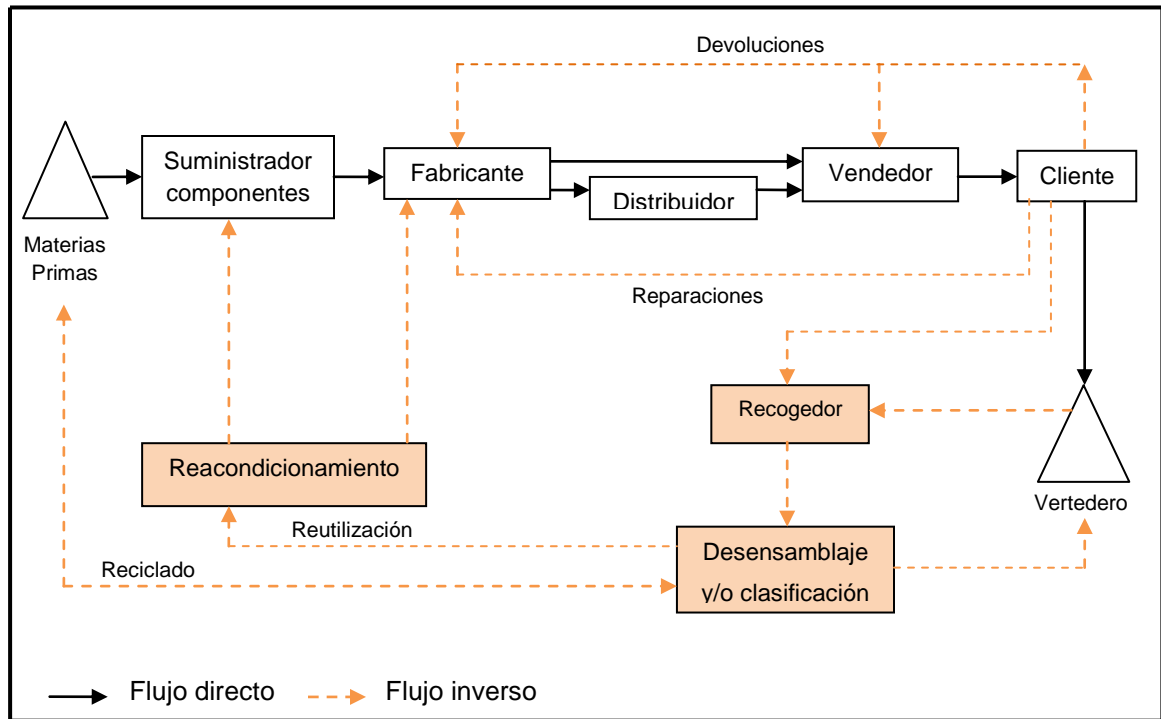 Devoluciones
Suministrador
componentes
Fabricante
Vendedor
Cliente
Distribuidor
Materias
Primas
Reparaciones
Recogedor
Reacondicionamiento
Vertedero
Reutilización
Desensamblaje
y/o clasificación
Reciclado
Flujo directo
Flujo inverso